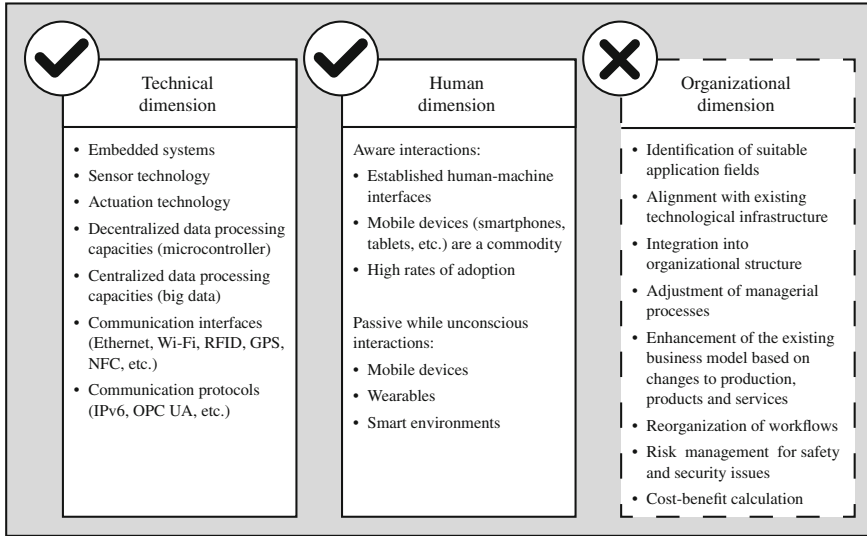 Technical
dimension
• Embedded systems
• Sensor technology
• Actuation technology
• Decentralized data processing
capacities (microcontroller)
• Centralized data processing
capacities (big data)
• Communication interfaces
(Ethernet, Wi-Fi, RFID, GPS,
NFC, etc.)
• Communication protocols
(IPv6, OPC UA, etc.)
Human
dimension
Aware interactions:
• Established human-machine
interfaces
• Mobile devices (smartphones,
tablets, etc.) are a commodity
• High rates of adoption
Passive while unconscious
interactions:
• Mobile devices
• Wearables
• Smart environments
Organizational
dimension
• Identification of suitable
application fields
• Alignment with existing
technological infrastructure
• Integration into
organizational structure
• Adjustment of managerial
processes
• Enhancement of the existing
business model based on
changes to production,
products and services
• Reorganization of workflows
• Risk management for safety
and security issues
• Cost-benefit calculation